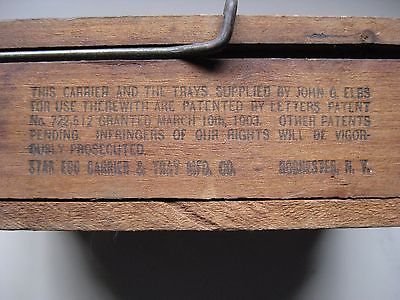 THIS CARRIER AND THE TRAYS SUPPLIED BY JOHN G. ELBS
FOR USE THEREWITH ARE PATENTED BY LETTERS PATENT
No. 722,512 GRANTED MARCH 10th, 1903. OTHER PATENTS
PENDING. INFRINGERS OF OUR RIGHTS WILL BE VIGOR-
OUSLY PROSECUTED.
STAR EGG CARRIER & TRAY MFG. CO. - ROCHESTER, N. Y.